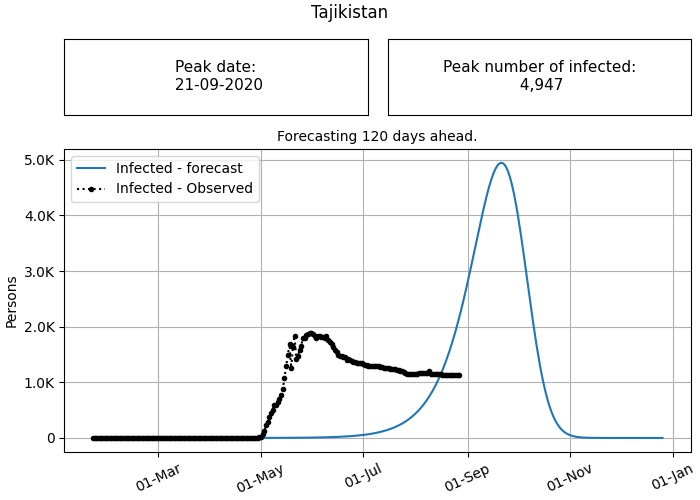 Tajikistan
Peak date:
21-09-2020
Peak number of infected:
4,947
Forecasting 120 days ahead.
Infected - forecast
Infected - Observed
5.0K
4.0K
3.0K
2.0K
1.0K
0
Persons
01-Mar
01-May
01-Jul
01-Sep
01-Nov
01-Jan